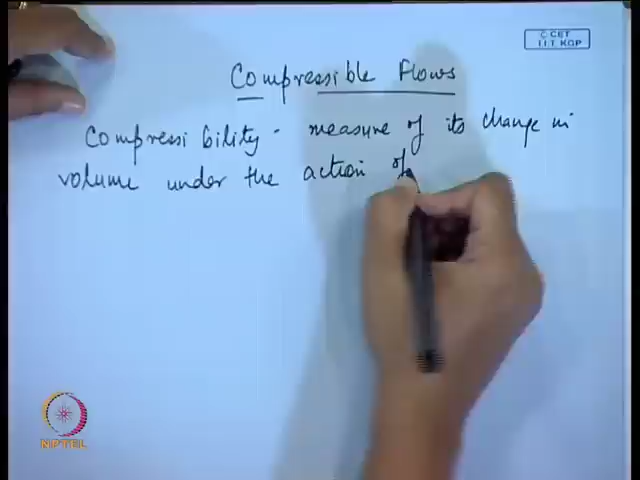 © CET
I.I.T. KGP
Compressible Flows
Compressibility - measure of its change in
volume under the action of
NPTEL